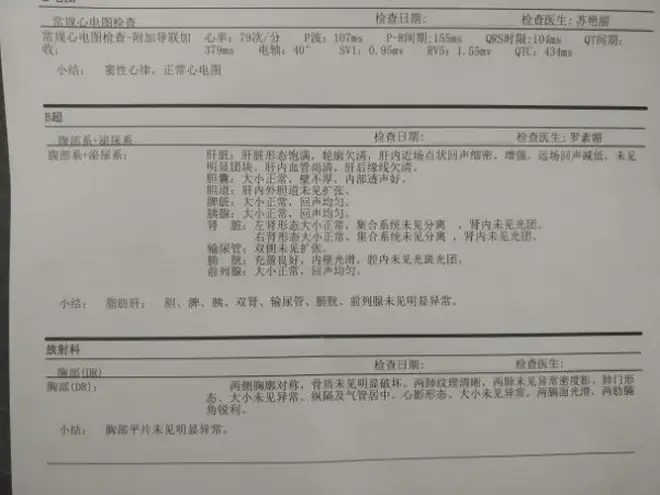 常规心电图检查 检查日期: 检查医生: 苏艳丽
常规心电图检查-附加导联加 心率: 79次/分 P波: 107ms P-R间期:155ms QRS时限:104ms QT间期:
收: 379ms 电轴: 40° SV1: 0.95mv RV5: 1.55mv QTC: 434ms
小结: 窦性心律, 正常心电图
B超
腹部系+泌尿系 检查日期: 检查医生: 罗素媚
腹部系+泌尿系: 肝脏: 肝脏形态饱满, 轮廓欠清, 肝内近场点状回声细密, 增强, 远场回声减低, 未见
明显团块, 肝内血管尚清, 肝后缘线欠清。
胆囊: 大小正常, 壁不厚, 内部透声好。
胆道: 肝内外胆道未见扩张。
脾脏: 大小正常, 回声均匀。
胰腺: 大小正常, 回声均匀。
肾 脏: 左肾形态大小正常, 集合系统未见分离 , 肾内未见光团。
右肾形态大小正常, 集合系统未见分离 , 肾内未见光团。
输尿管: 双侧未见扩张。
膀 胱: 充盈良好, 内壁光滑, 腔内未见光斑光团。
前列腺: 大小正常, 回声均匀。
小结: 脂肪肝; 胆、脾、胰、双肾、输尿管、膀胱、前列腺未见明显异常。
放射科
胸部(DR) 检查日期: 检查医生:
胸部(DR): 两侧胸廓对称, 骨质未见明显破坏。两肺纹理清晰, 两肺未见异常密度影, 肺门形
态、大小未见异常。纵隔及气管居中。心影形态、大小未见异常。两膈面光滑, 两肋膈
角锐利。
小结: 胸部平片未见明显异常。